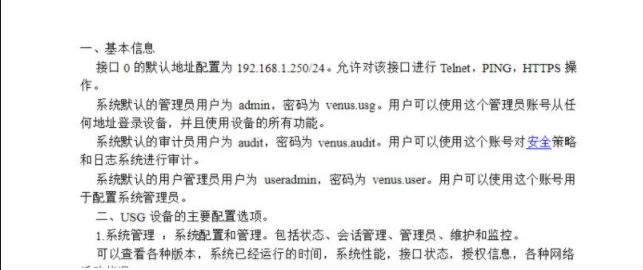 一、基本信息
接口 0 的默认地址配置为 192.168.1.250/24。允许对该接口进行 Telnet，PING，HTTPS 操
作。
系统默认的管理员用户为 admin，密码为 venus.usg。用户可以使用这个管理员账号从任
何地址登录设备，并且使用设备的所有功能。
系统默认的审计员用户为 audit，密码为 venus.audit。用户可以使用这个账号对安全策略
和日志系统进行审计。
系统默认的用户管理员用户为 useradmin，密码为 venus.user。用户可以使用这个账号用
于配置系统管理员。
二、USG 设备的主要配置选项。
1.系统管理 ：系统配置和管理。包括状态、会话管理、管理员、维护和监控。
可以查看各种版本，系统已经运行的时间，系统性能，接口状态，授权信息，各种网络